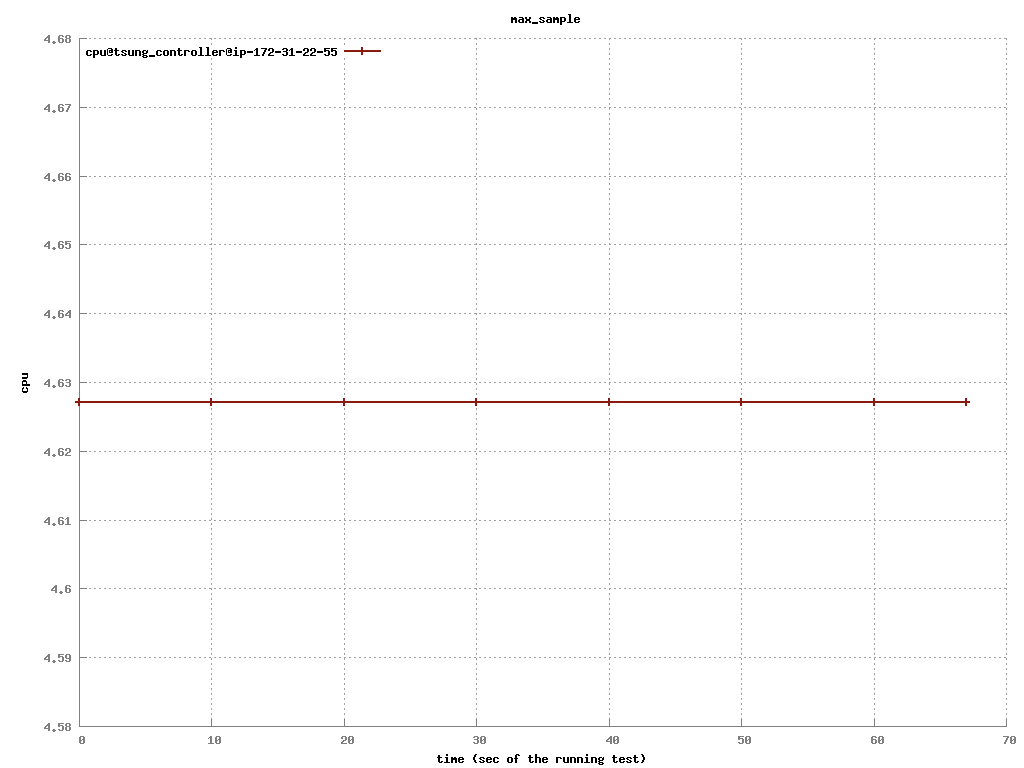 max_sample
cpu@tsung_controller@ip-172-31-22-55
4.68
4.67
4.66
4.65
4.64
4.63
4.62
4.61
4.6
4.59
4.58
cpu
0 10 20 30 40 50 60 70
time (sec of the running test)